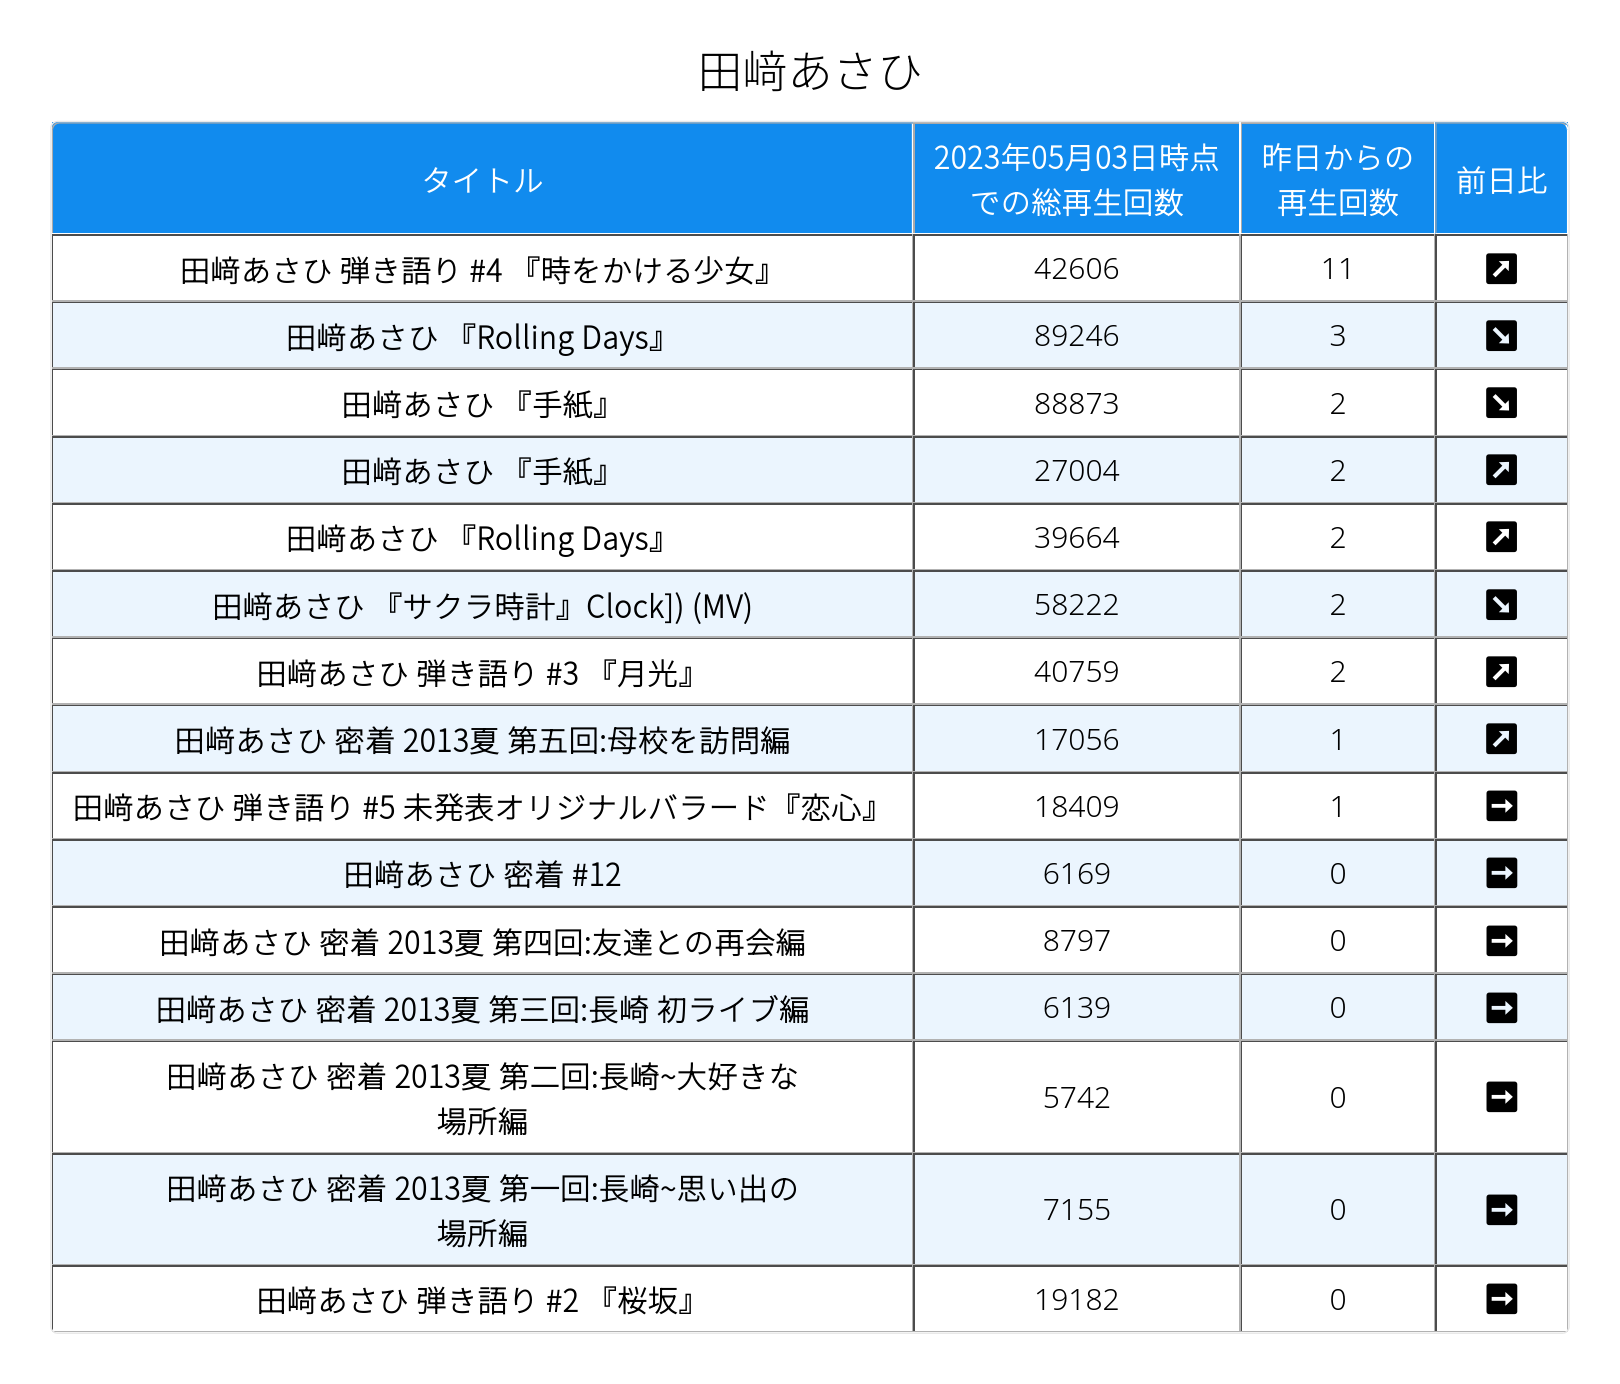 田﨑あさひ
タイトル
2023年05月03日時点
での総再生回数
昨日からの
再生回数
前日比
田﨑あさひ 弾き語り #4 『時をかける少女』 42606 11
田﨑あさひ 『Rolling Days』 89246 3
田﨑あさひ 『手紙』 88873 2
田﨑あさひ 『手紙』 27004 2
田﨑あさひ 『Rolling Days』 39664 2
田﨑あさひ 『サクラ時計』Clock]) (MV) 58222 2
田﨑あさひ 弾き語り #3 『月光』 40759 2
田﨑あさひ 密着 2013夏 第五回:母校を訪問編 17056 1
田﨑あさひ 弾き語り #5 未発表オリジナルバラード『恋心』 18409 1
田﨑あさひ 密着 #12 6169 0
田﨑あさひ 密着 2013夏 第四回:友達との再会編 8797 0
田﨑あさひ 密着 2013夏 第三回:長崎 初ライブ編 6139 0
田﨑あさひ 密着 2013夏 第二回:長崎~大好きな
場所編 5742 0
田﨑あさひ 密着 2013夏 第一回:長崎~思い出の
場所編 7155 0
田﨑あさひ 弾き語り #2 『桜坂』 19182 0